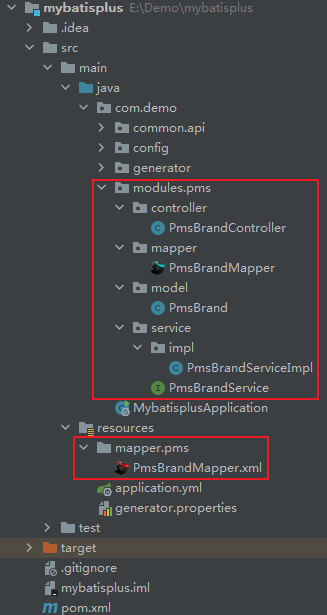 mybatisplus E:\Demo\mybatisplus
.idea
src
main
java
com.demo
common.api
config
generator
modules.pms
controller
PmsBrandController
mapper
PmsBrandMapper
model
PmsBrand
service
impl
PmsBrandServiceImpl
PmsBrandService
MybatisplusApplication
resources
mapper.pms
PmsBrandMapper.xml
application.yml
generator.properties
test
target
.gitignore
mybatisplus.iml
pom.xml